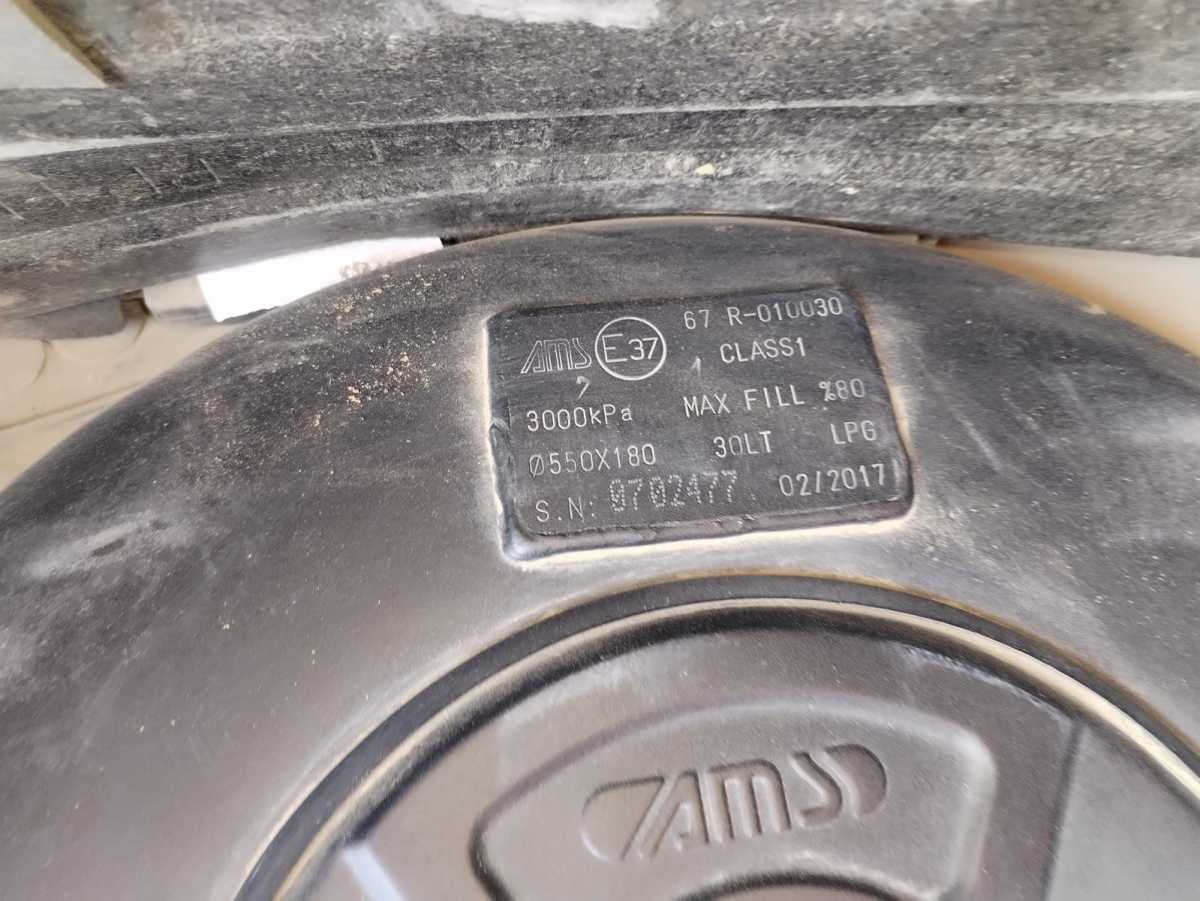 67 R-010030
AMS E37 CLASS1
3000kPa MAX FILL %80
Ø550X180 30LT LPG
S.N: 0702477 02/2017
AMS